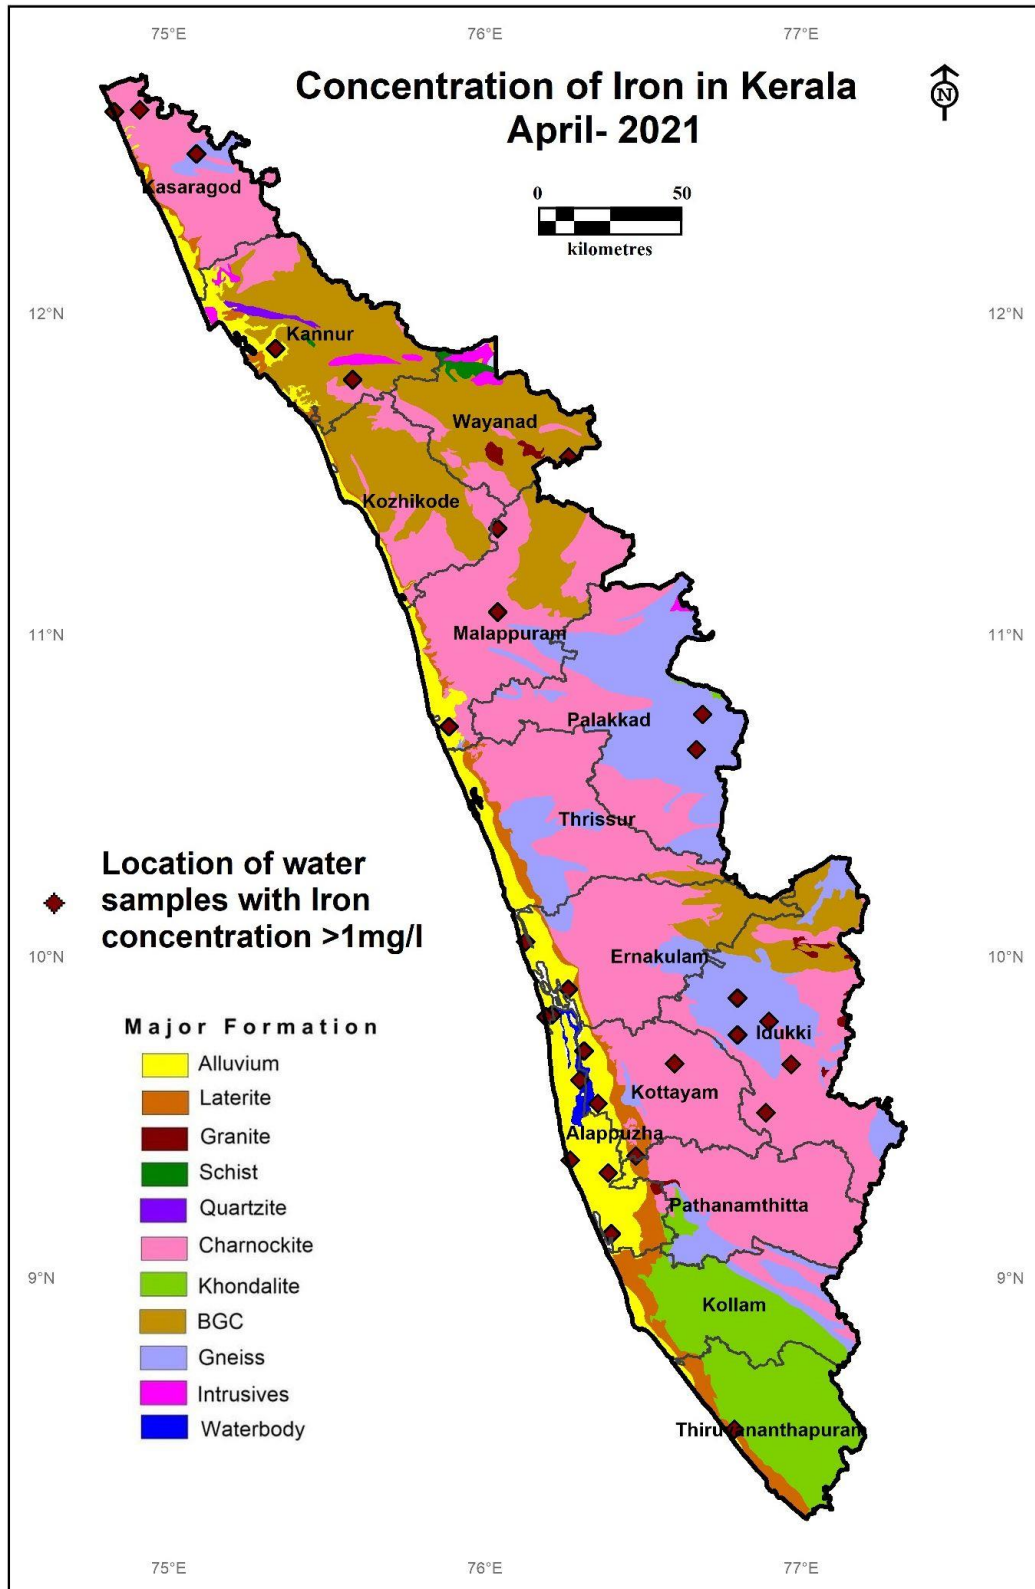 75°E 76°E 77°E
Concentration of Iron in Kerala
April- 2021
N
0 50
kilometres
Kasaragod
12°N 12°N
Kannur
Wayanad
Kozhikode
11°N 11°N
Malappuram
Palakkad
Thrissur
Location of water
samples with Iron
concentration >1mg/l
10°N 10°N
Ernakulam
Idukki
Kottayam
Alappuzha
Pathanamthitta
9°N 9°N
Kollam
Thiruvananthapuram
Major Formation
Alluvium
Laterite
Granite
Schist
Quartzite
Charnockite
Khondalite
BGC
Gneiss
Intrusives
Waterbody
75°E 76°E 77°E